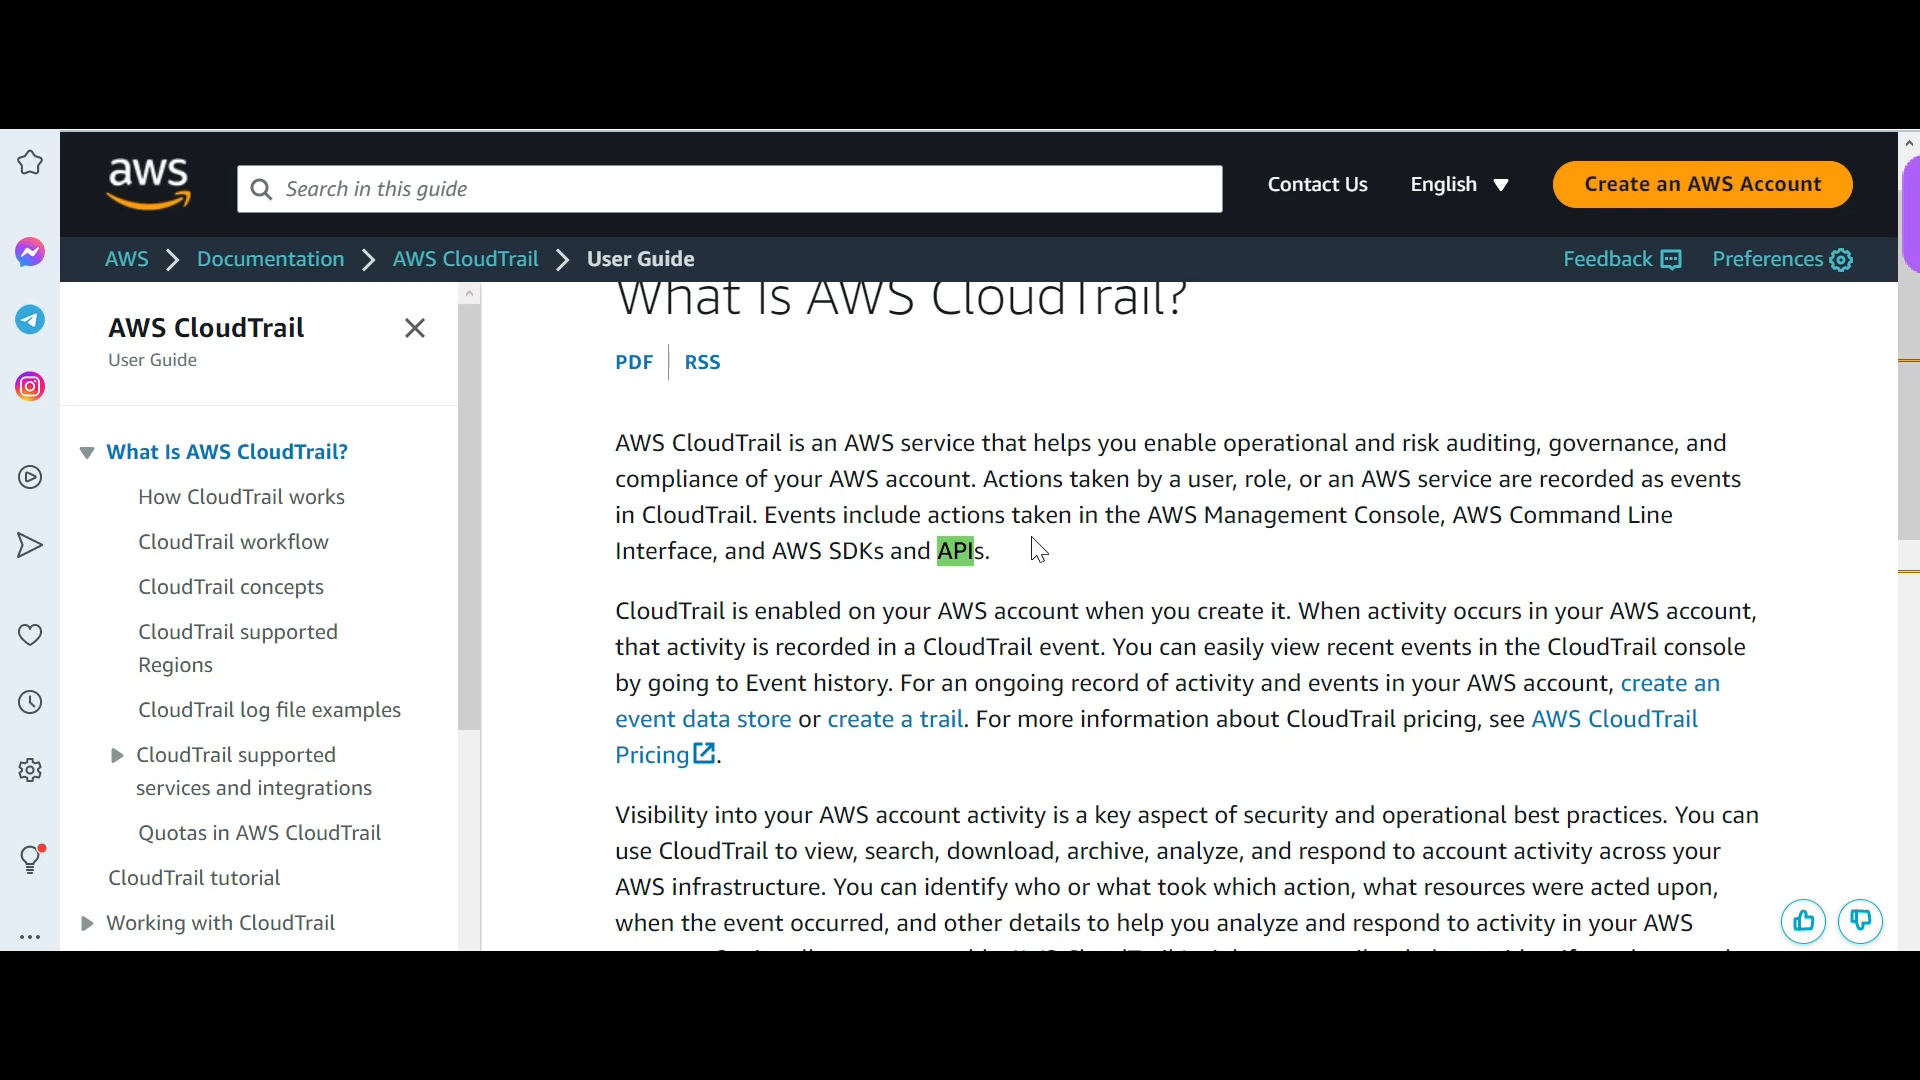 aws
Search in this guide
Contact Us
English
Create an AWS Account
AWS
Documentation
AWS CloudTrail
User Guide
Feedback
Preferences
AWS CloudTrail
User Guide
What Is AWS CloudTrail?
How CloudTrail works
CloudTrail workflow
CloudTrail concepts
CloudTrail supported
Regions
CloudTrail log file examples
CloudTrail supported
services and integrations
Quotas in AWS CloudTrail
CloudTrail tutorial
Working with CloudTrail
What Is AWS CloudTrail?
PDF
RSS
AWS CloudTrail is an AWS service that helps you enable operational and risk auditing, governance, and
compliance of your AWS account. Actions taken by a user, role, or an AWS service are recorded as events
in CloudTrail. Events include actions taken in the AWS Management Console, AWS Command Line
Interface, and AWS SDKs and APIs.
CloudTrail is enabled on your AWS account when you create it. When activity occurs in your AWS account,
that activity is recorded in a CloudTrail event. You can easily view recent events in the CloudTrail console
by going to Event history. For an ongoing record of activity and events in your AWS account, create an
event data store or create a trail. For more information about CloudTrail pricing, see AWS CloudTrail
Pricing.
Visibility into your AWS account activity is a key aspect of security and operational best practices. You can
use CloudTrail to view, search, download, archive, analyze, and respond to account activity across your
AWS infrastructure. You can identify who or what took which action, what resources were acted upon,
when the event occurred, and other details to help you analyze and respond to activity in your AWS